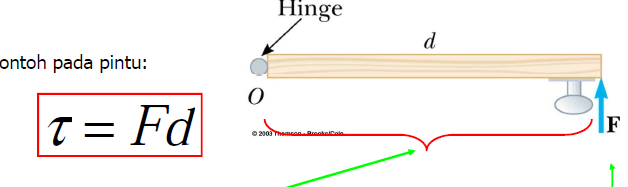 Hinge
d
ontoh pada pintu:
O
τ = Fd
© 2003 Thomson - Brooks/Cole
F